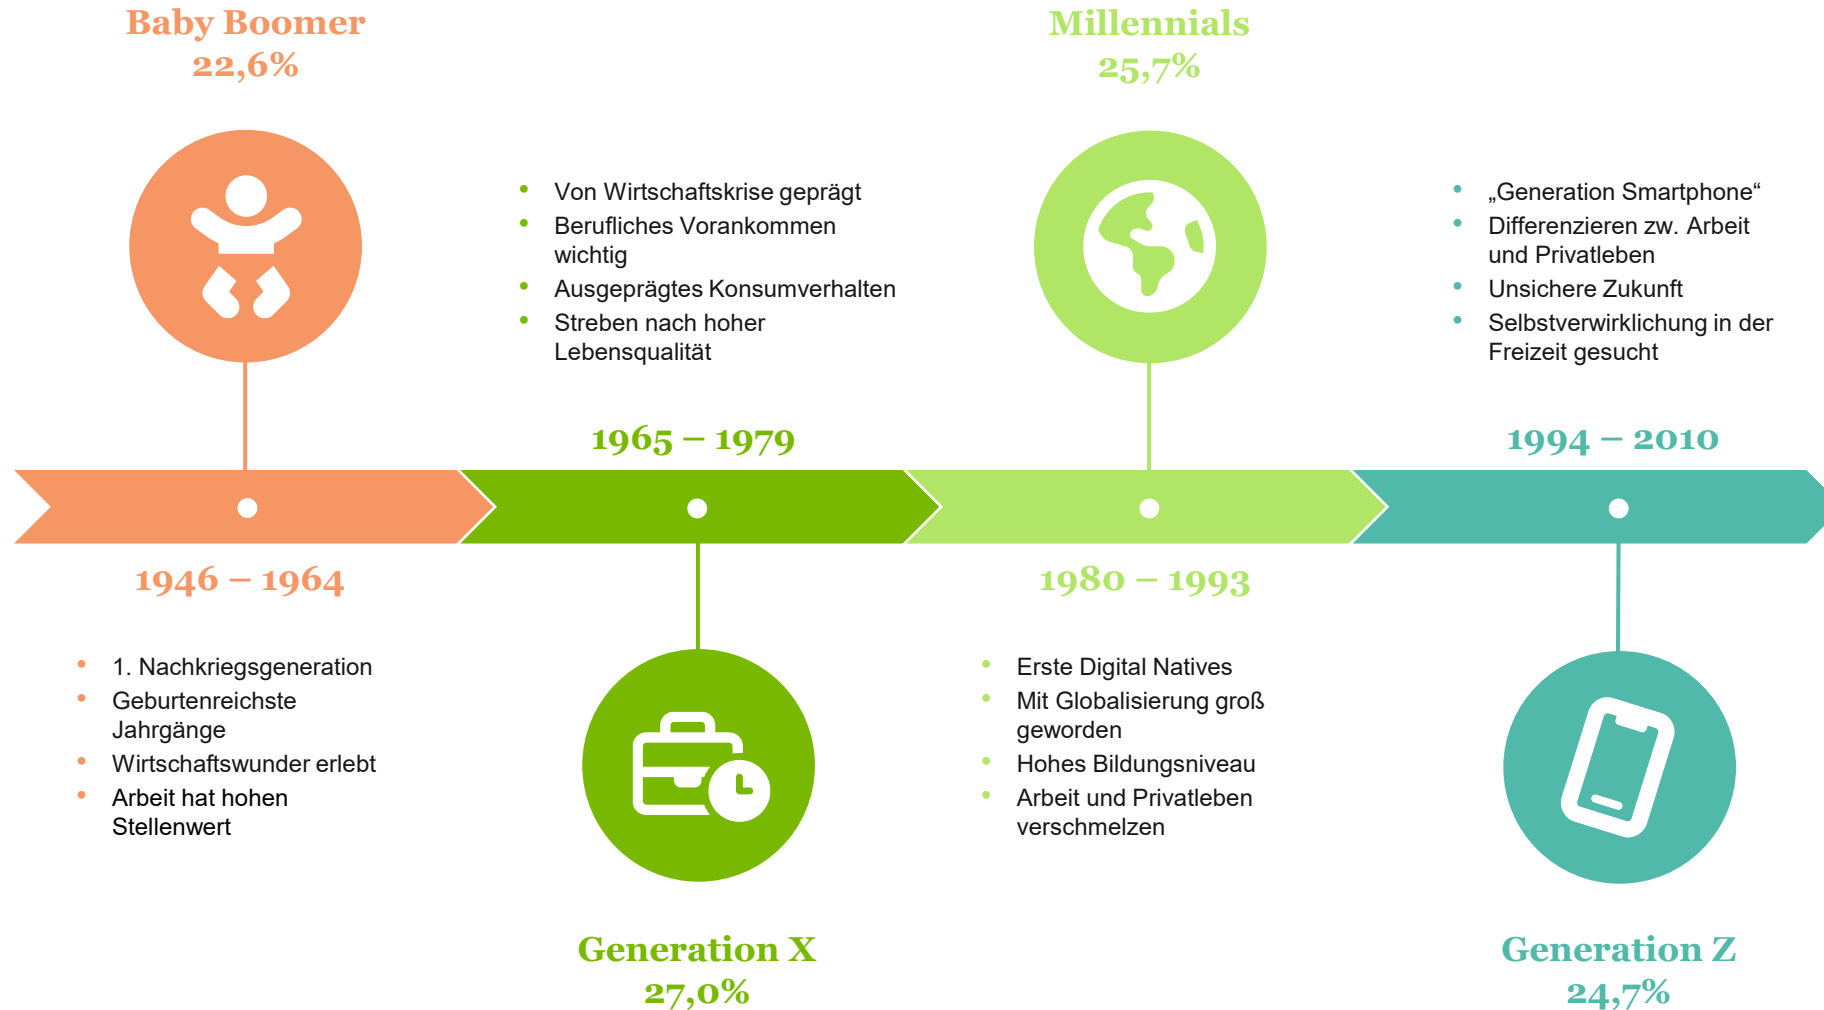 Baby Boomer
22,6%
1946 – 1964
• 1. Nachkriegsgeneration
• Geburtenreichste
Jahrgänge
• Wirtschaftswunder erlebt
• Arbeit hat hohen
Stellenwert
• Von Wirtschaftskrise geprägt
• Berufliches Vorankommen
wichtig
• Ausgeprägtes Konsumverhalten
• Streben nach hoher
Lebensqualität
1965 – 1979
Generation X
27,0%
Millennials
25,7%
1980 – 1993
• Erste Digital Natives
• Mit Globalisierung groß
geworden
• Hohes Bildungsniveau
• Arbeit und Privatleben
verschmelzen
• „Generation Smartphone“
• Differenzieren zw. Arbeit
und Privatleben
• Unsichere Zukunft
• Selbstverwirklichung in der
Freizeit gesucht
1994 – 2010
Generation Z
24,7%